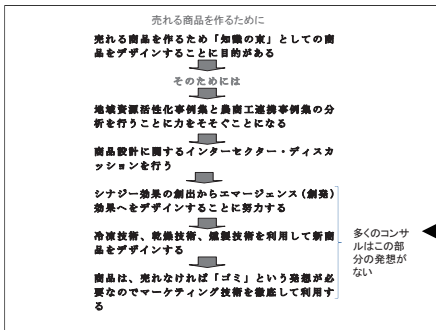 売れる商品を作るために
売れる商品を作るため「知識の束」としての商
品をデザインすることに目的がある
そのためには
地域資源活性化事例集と農商工連携事例集の分
析を行うことに力をそそぐことになる
商品設計に関するインターセクター・ディスカ
ッションを行う
シナジー効果の創出からエマージェンス(創発)
効果へをデザインすることに努力する
冷凍技術、乾燥技術、燻製技術を利用して新商
品をデザインする
商品は、売れなければ「ゴミ」という発想が必
要なのでマーケティング技術を徹底して利用す
る
多くのコンサ
ルはこの部
分の発想が
ない